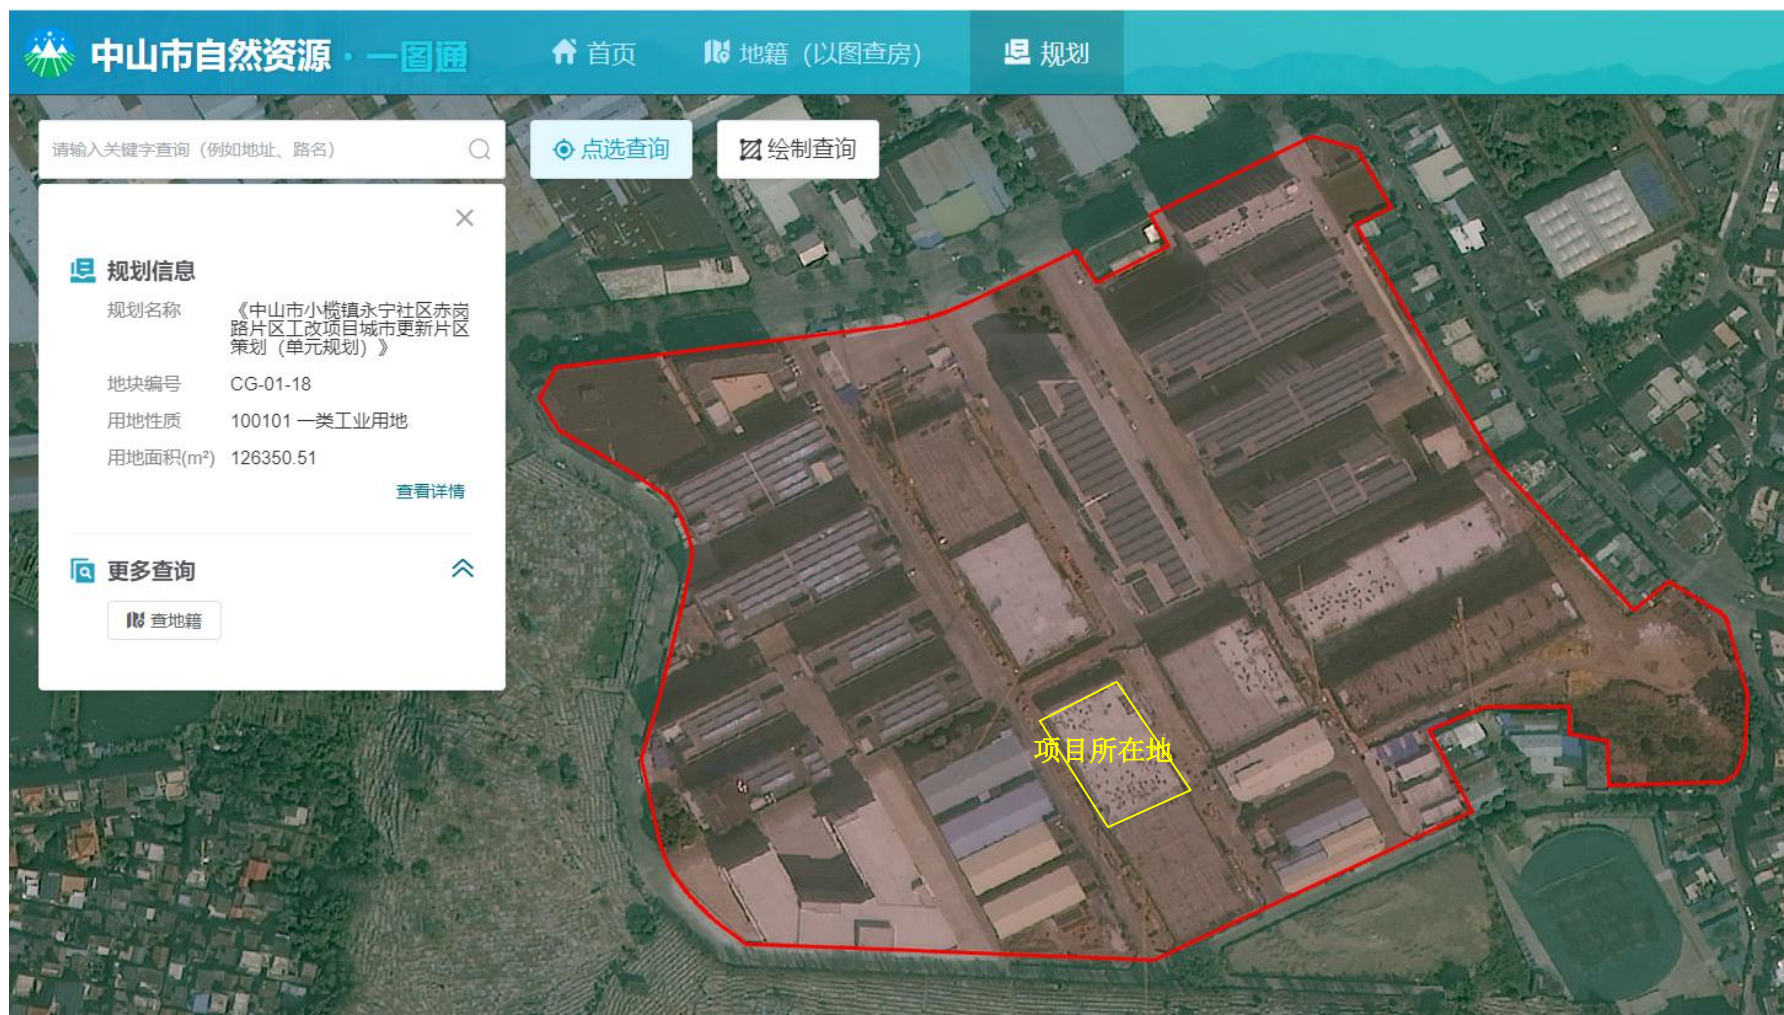 中山市自然资源·一图通
首页
地籍（以图查房）
规划
请输入关键字查询（例如地址、路名）
点选查询
绘制查询
规划信息
规划名称
《中山市小榄镇永宁社区赤岗
路片区工改项目城市更新片区
策划（单元规划）》
地块编号 CG-01-18
用地性质 100101 一类工业用地
用地面积(m²) 126350.51
查看详情
更多查询
查地籍
项目所在地